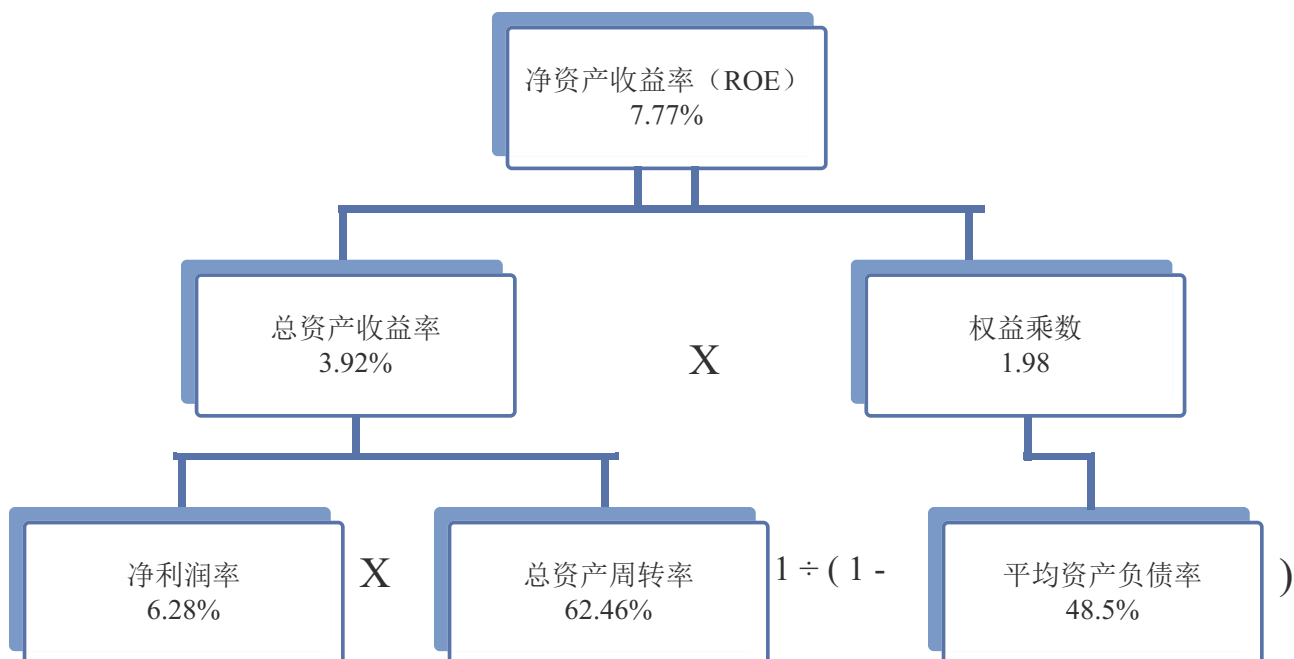 净资产收益率（ROE）
7.77%
总资产收益率
3.92%
X
权益乘数
1.98
净利润率
6.28%
X
总资产周转率
62.46%
1 ÷ ( 1 -
平均资产负债率
48.5%
)